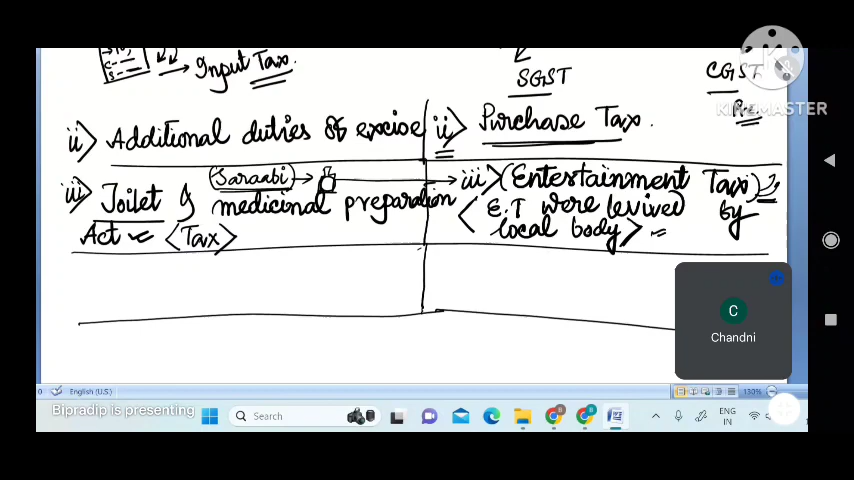 Input Tax.
SGST
CGST
KINEMASTER
ii> Additional duties of excise
ii> Purchase Tax.
(Saraabi)
iii> Toilet & medicinal preparation
Act <Tax>
iii> (Entertainment Tax)
<E.T were levived by
local body>
C
Chandni
English (U.S.)
130%
Bipradip is presenting
Search
ENG
IN